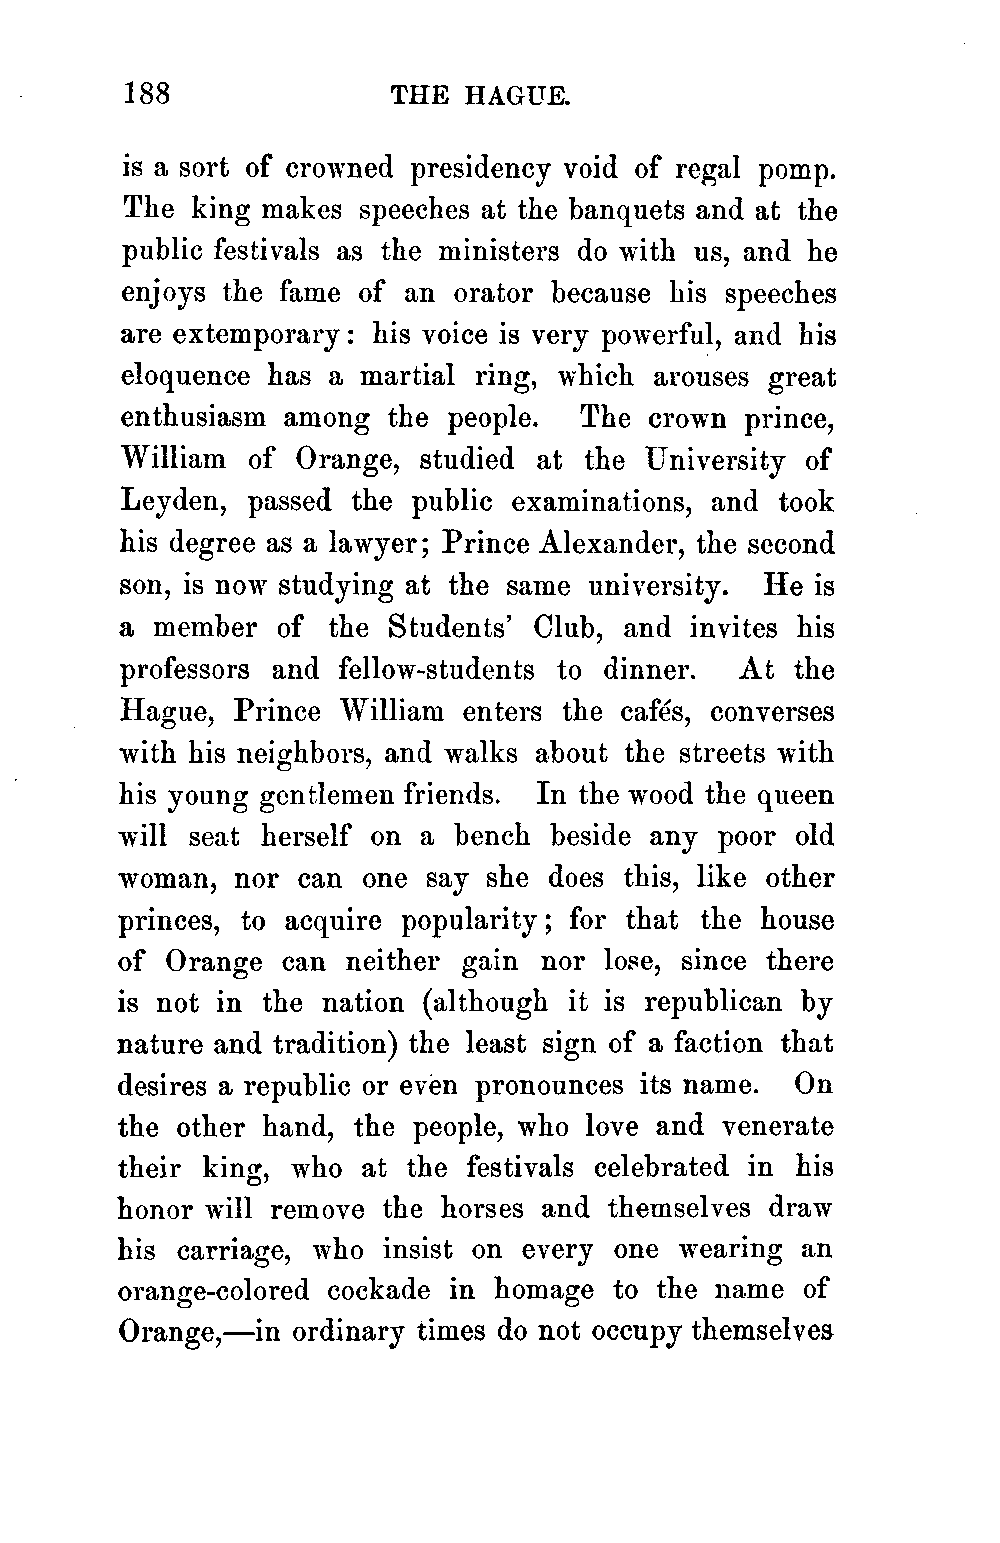 188 THE HAGUE.
is a sort of crowned presidency void of regal pomp.
The king makes speeches at the banquets and at the
public festivals as the ministers do with us, and he
enjoys the fame of an orator because his speeches
are extemporary: his voice is very powerful, and his
eloquence has a martial ring, which arouses great
enthusiasm among the people. The crown prince,
William of Orange, studied at the University of
Leyden, passed the public examinations, and took
his degree as a lawyer; Prince Alexander, the second
son, is now studying at the same university. He is
a member of the Students' Club, and invites his
professors and fellow-students to dinner. At the
Hague, Prince William enters the cafés, converses
with his neighbors, and walks about the streets with
his young gentlemen friends. In the wood the queen
will seat herself on a bench beside any poor old
woman, nor can one say she does this, like other
princes, to acquire popularity; for that the house
of Orange can neither gain nor lose, since there
is not in the nation (although it is republican by
nature and tradition) the least sign of a faction that
desires a republic or even pronounces its name. On
the other hand, the people, who love and venerate
their king, who at the festivals celebrated in his
honor will remove the horses and themselves draw
his carriage, who insist on every one wearing an
orange-colored cockade in homage to the name of
Orange,—in ordinary times do not occupy themselves